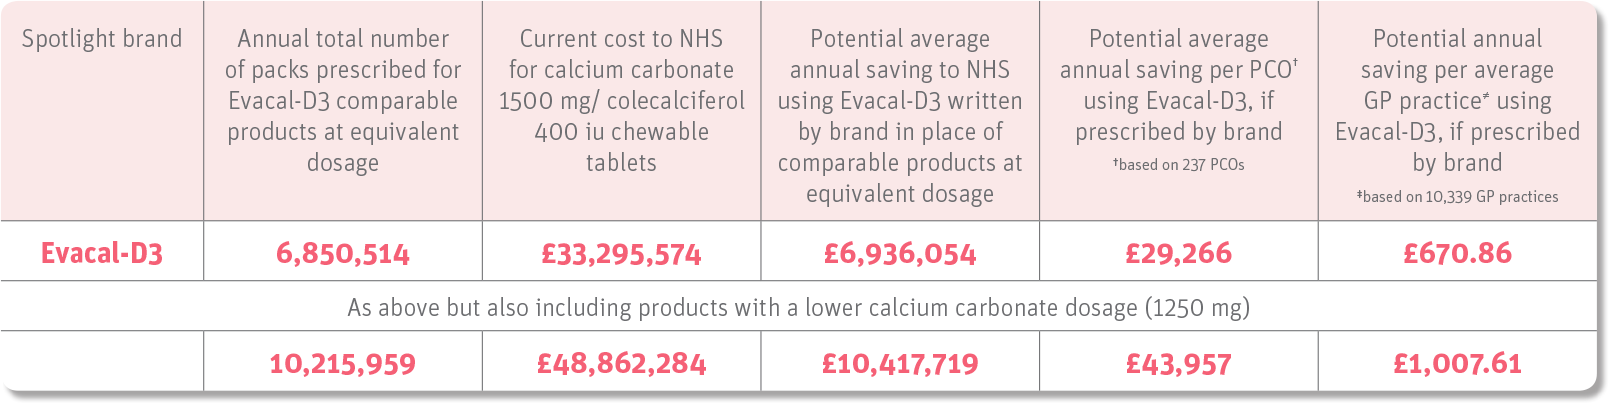 Spotlight brand
Annual total number
of packs prescribed for
Evacal-D3 comparable
products at equivalent
dosage
Current cost to NHS
for calcium carbonate
1500 mg/ colecalciferol
400 iu chewable
tablets
Potential average
annual saving to NHS
using Evacal-D3 written
by brand in place of
comparable products at
equivalent dosage
Potential average
annual saving per PCO†
using Evacal-D3, if
prescribed by brand
†based on 237 PCOs
Potential annual
saving per average
GP practice≠ using
Evacal-D3, if prescribed
by brand
‡based on 10,339 GP practices
Evacal-D3
6,850,514
£33,295,574
£6,936,054
£29,266
£670.86
As above but also including products with a lower calcium carbonate dosage (1250 mg)
10,215,959
£48,862,284
£10,417,719
£43,957
£1,007.61